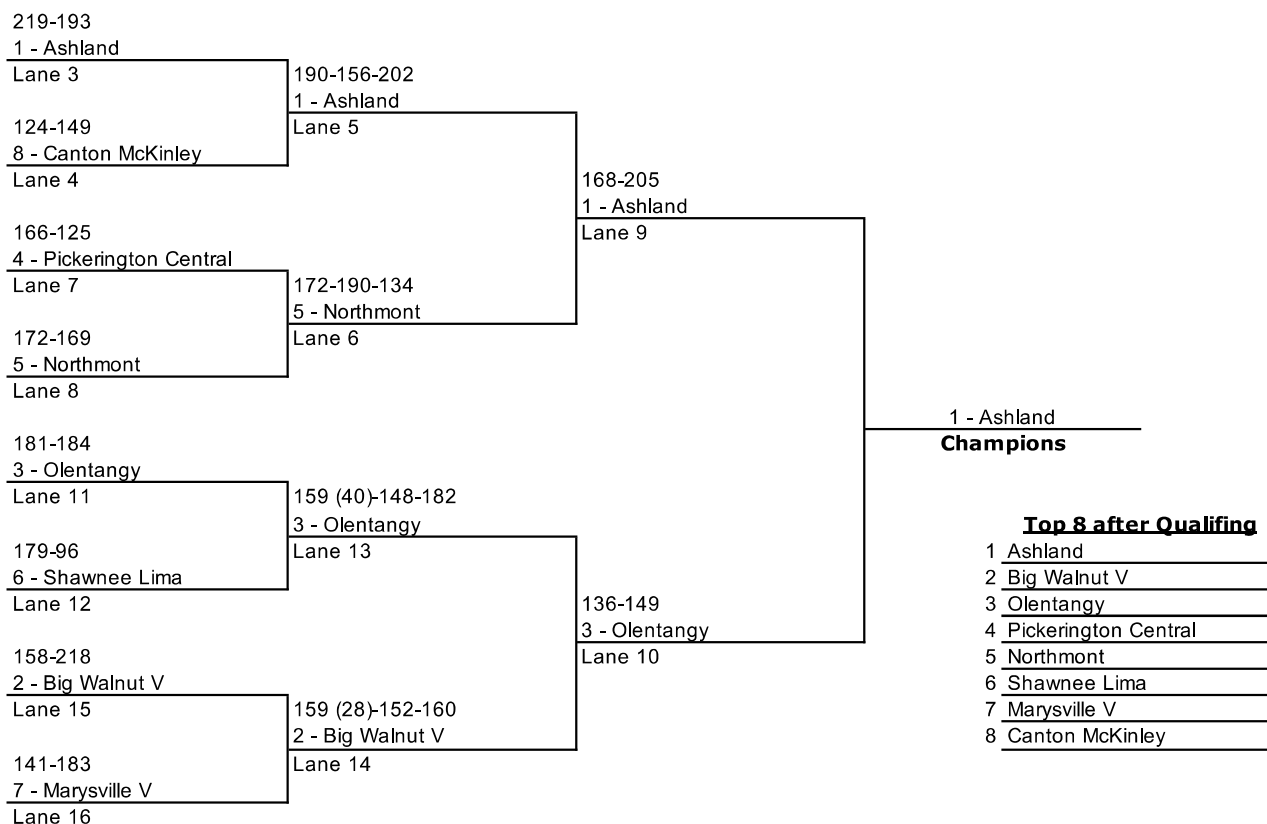 219-193
1 - Ashland
Lane 3
124-149
8 - Canton McKinley
Lane 4
166-125
4 - Pickerington Central
Lane 7
172-169
5 - Northmont
Lane 8
181-184
3 - Olentangy
Lane 11
179-96
6 - Shawnee Lima
Lane 12
158-218
2 - Big Walnut V
Lane 15
141-183
7 - Marysville V
Lane 16
190-156-202
1 - Ashland
Lane 5
172-190-134
5 - Northmont
Lane 6
159 (40)-148-182
3 - Olentangy
Lane 13
159 (28)-152-160
2 - Big Walnut V
Lane 14
168-205
1 - Ashland
Lane 9
136-149
3 - Olentangy
Lane 10
1 - Ashland
Champions
Top 8 after Qualifing
1 Ashland
2 Big Walnut V
3 Olentangy
4 Pickerington Central
5 Northmont
6 Shawnee Lima
7 Marysville V
8 Canton McKinley